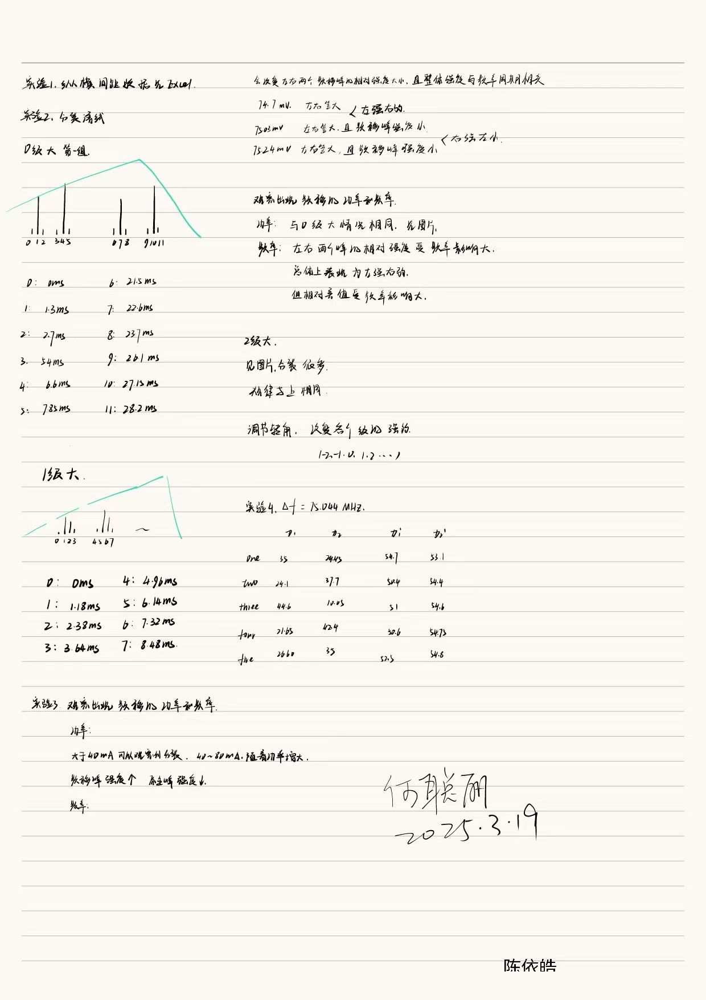 实验1. 纵横间距数据见Excel.
实验2. 分裂谱线
0级大 第一组.
0 1 2 3 4 5 6 7 8 9 10 11
0: 0ms 6: 21.5ms
1: 1.3ms 7: 22.6ms
2: 2.7ms 8: 23.7ms
3. 5.4ms 9: 26.1ms
4: 6.6ms 10: 27.15ms
5: 7.85ms 11: 28.2ms
1级大.
0 1 2 3 4 5 6 7 ~
0: 0ms 4: 4.96ms
1: 1.18ms 5: 6.14ms
2: 2.38ms 6: 7.32ms
3: 3.64ms 7: 8.48ms.
实验3 观察出现频移的功率和频率.
功率:
大于40mA可以观察到分裂. 40~80mA.随着功率增大.
频移峰强度↑ 原主峰强度↓.
频率:
会改变左右两个频移峰的相对强度大小, 且整体强度与频率周期相关
74.7mV. 左右差大 < 左强右弱.
75.03mV 左右差大. 且频移峰强度小
75.24mV 左右差大, 且频移峰强度小 < 右强左小.
观察出现频移的功率和频率.
功率: 与0级大情况相同. 见图片,
频率: 左右两个峰的相对强度受频率影响大.
总体上表现为左强右弱.
但相对差值受频率影响大.
2级大.
见图片,分裂很多.
规律与上相同.
调节转角. 改变各个级的强弱.
(-2,-1.0. 1.2 ...)
实验4. Δf = 75.044 MHZ.
D1 D2 D1' D2'
one 35 24.45 54.7 53.1
two 24.1 37.7 50.4 54.4
three 44.6 10.05 51 54.6
four 21.65 42.4 50.6 54.75
five 26.60 35 52.5 54.8
何聪丽
2025.3.19
陈依皓